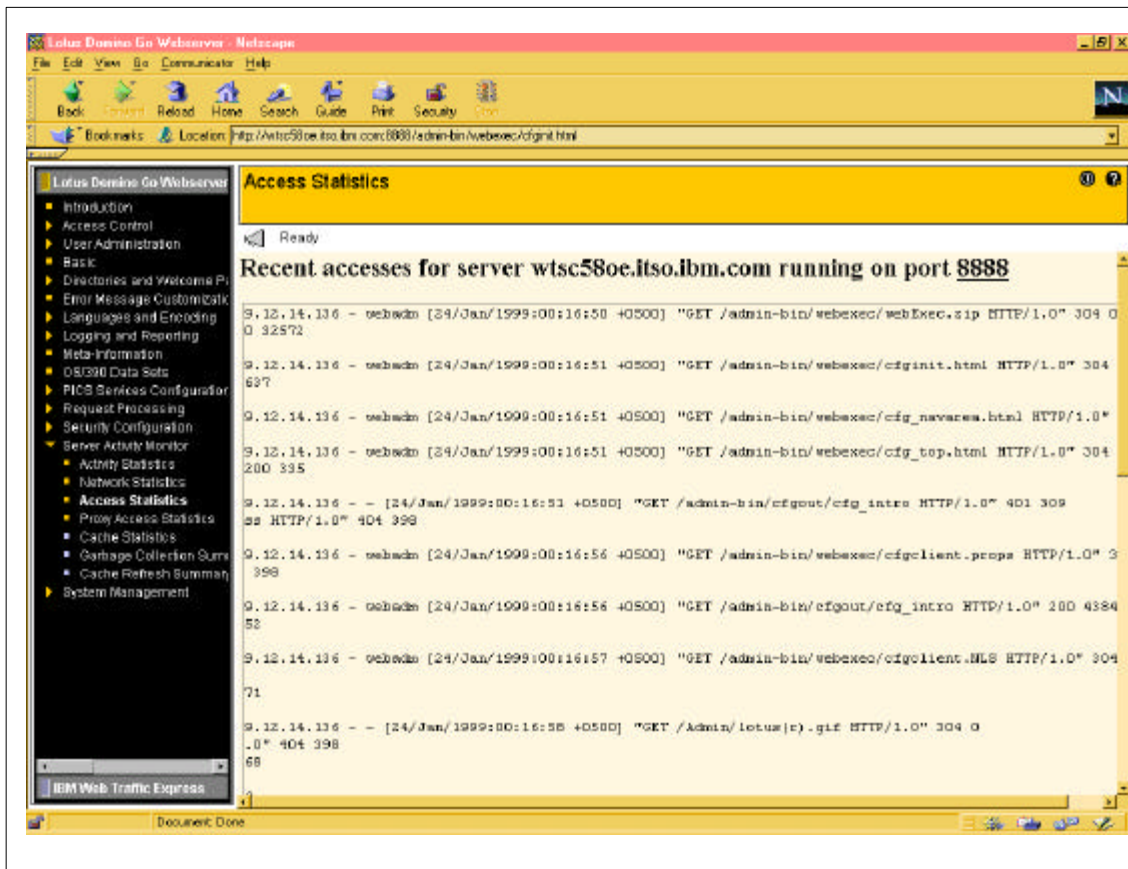 Lotus Domino Go Webserver - Netscape
File Edit View Go Communicator Help
Back Forward Reload Home Search Guide Print Security Stop
N
Bookmarks Location: http://wtsc58oe.itso.ibm.com:8888/admin-bin/webexec/cfginit.html
Lotus Domino Go Webserver
Introduction
Access Control
User Administration
Basic
Directories and Welcome Pa
Error Message Customizatio
Languages and Encoding
Logging and Reporting
Meta-Information
OS/390 Data Sets
PICS Services Configuration
Request Processing
Security Configuration
Server Activity Monitor
Activity Statistics
Network Statistics
Access Statistics
Proxy Access Statistics
Cache Statistics
Garbage Collection Summ
Cache Refresh Summary
System Management
IBM Web Traffic Express
Access Statistics
Ready
Recent accesses for server wtsc58oe.itso.ibm.com running on port 8888
9.12.14.136 - webadm [24/Jan/1999:00:16:50 +0500] "GET /admin-bin/webexec/webExec.zip HTTP/1.0" 304 0
0 32572
9.12.14.136 - webadm [24/Jan/1999:00:16:51 +0500] "GET /admin-bin/webexec/cfginit.html HTTP/1.0" 304
637
9.12.14.136 - webadm [24/Jan/1999:00:16:51 +0500] "GET /admin-bin/webexec/cfg_navarea.html HTTP/1.0"
9.12.14.136 - webadm [24/Jan/1999:00:16:51 +0500] "GET /admin-bin/webexec/cfg_top.html HTTP/1.0" 304
200 335
9.12.14.136 - - [24/Jan/1999:00:16:51 +0500] "GET /admin-bin/cfgout/cfg_intro HTTP/1.0" 401 309
ss HTTP/1.0" 404 398
9.12.14.136 - webadm [24/Jan/1999:00:16:56 +0500] "GET /admin-bin/webexec/cfgclient.props HTTP/1.0" 3
398
9.12.14.136 - webadm [24/Jan/1999:00:16:56 +0500] "GET /admin-bin/cfgout/cfg_intro HTTP/1.0" 200 4384
52
9.12.14.136 - webadm [24/Jan/1999:00:16:57 +0500] "GET /admin-bin/webexec/cfgclient.NLS HTTP/1.0" 304
71
9.12.14.136 - - [24/Jan/1999:00:16:58 +0500] "GET /Admin/lotus(r).gif HTTP/1.0" 304 0
.0" 404 398
68
Document: Done